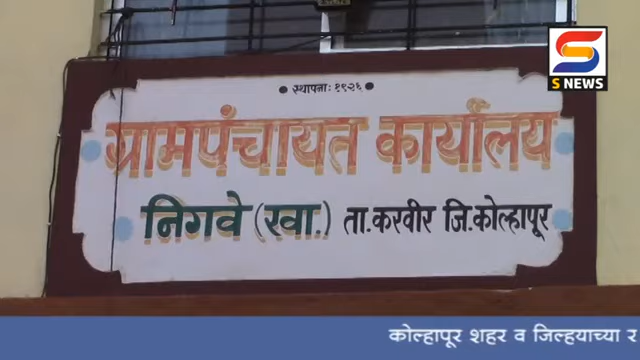 S NEWS
• स्थापना: १९२६ •
ग्रामपंचायत कार्यालय
निगवे (खा.) ता.करवीर जि.कोल्हापूर
कोल्हापूर शहर व जिल्हयाच्या र